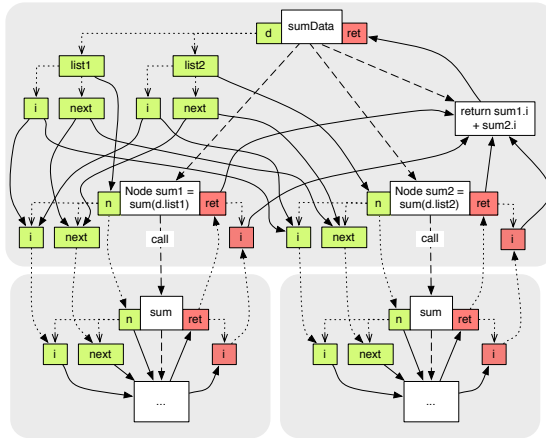 d sumData ret
list1 list2
i next i next
return sum1.i
+ sum2.i
n Node sum1 =
sum(d.list1) ret
n Node sum2 =
sum(d.list2) ret
i next i i next i
call call
n sum ret n sum ret
i next i i next i
... ...